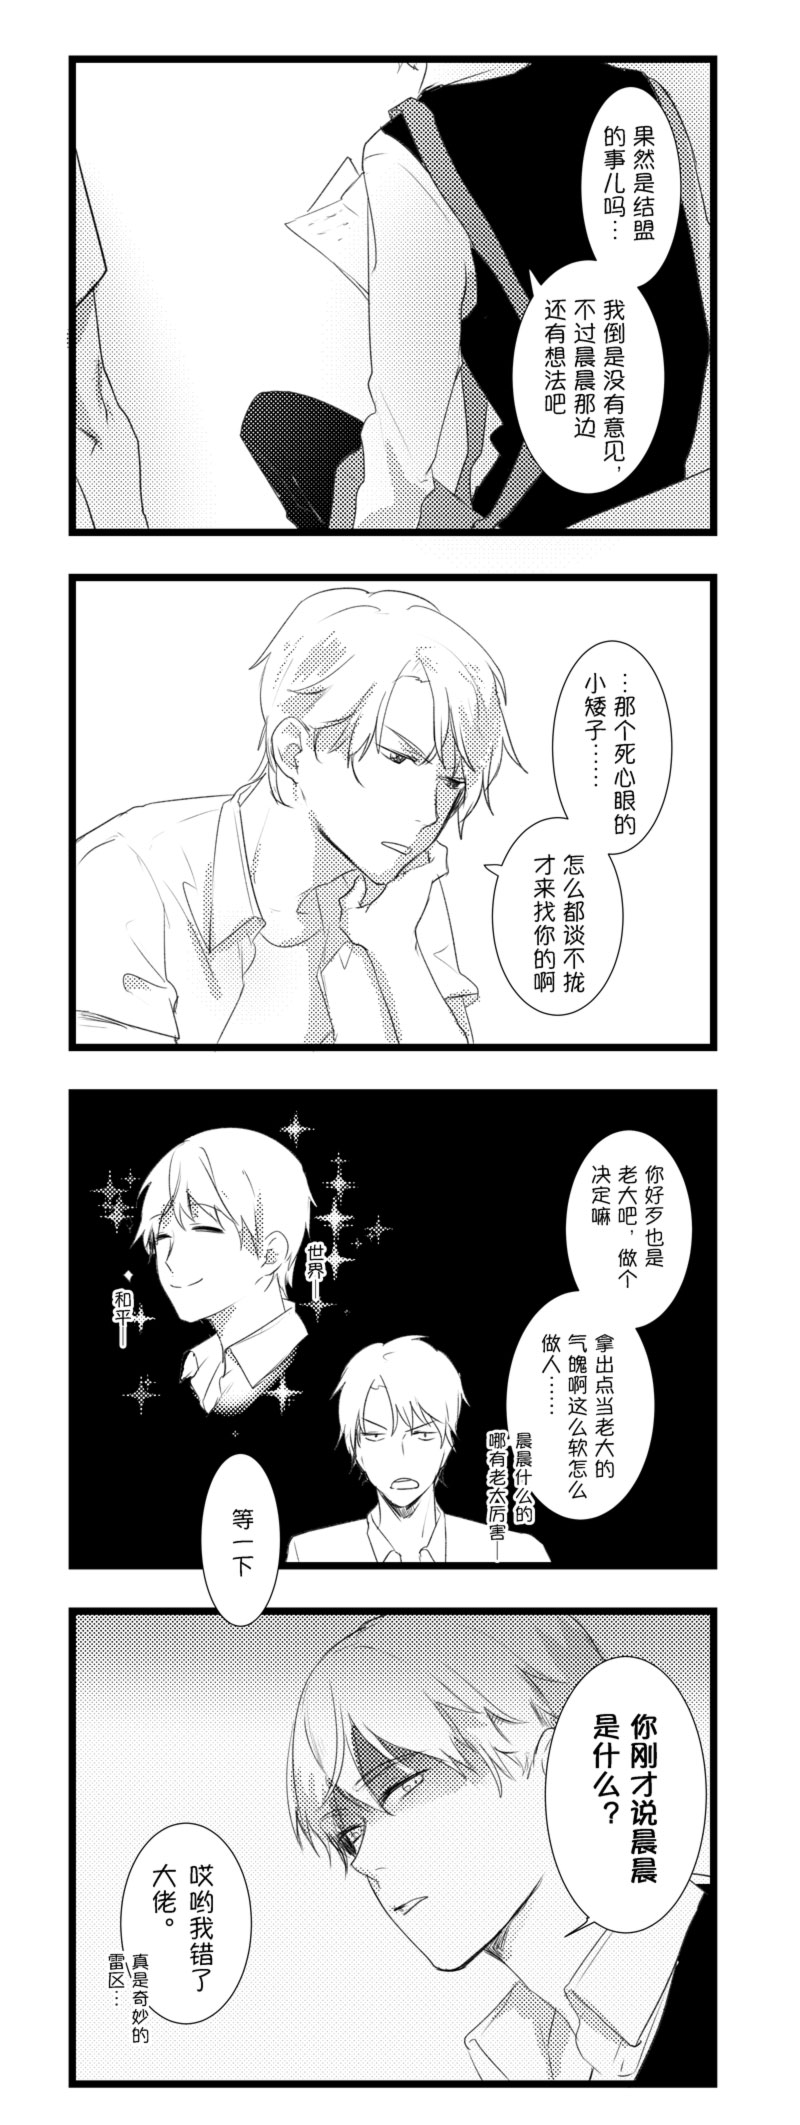 果然是结盟
的事儿吗…
我倒是没有意见，
不过晨晨那边
还有想法吧
…那个死心眼的
小矮子……
怎么都谈不拢
才来找你的啊
你好歹也是
老大吧，做个
决定嘛
拿出点当老大的
气魄啊这么软怎么
做人……
世界——
和平——
晨晨什么的
哪有老大厉害——
等一下
你刚才说晨晨
是什么？
哎哟我错了
大佬。
真是奇妙的
雷区…